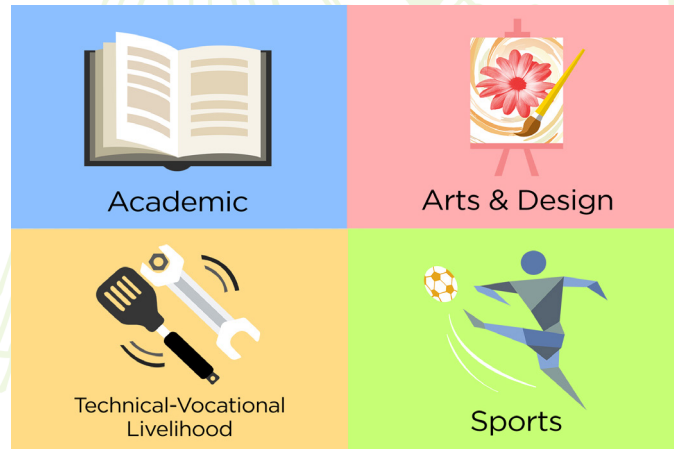 Academic
Arts & Design
Technical-Vocational
Livelihood
Sports